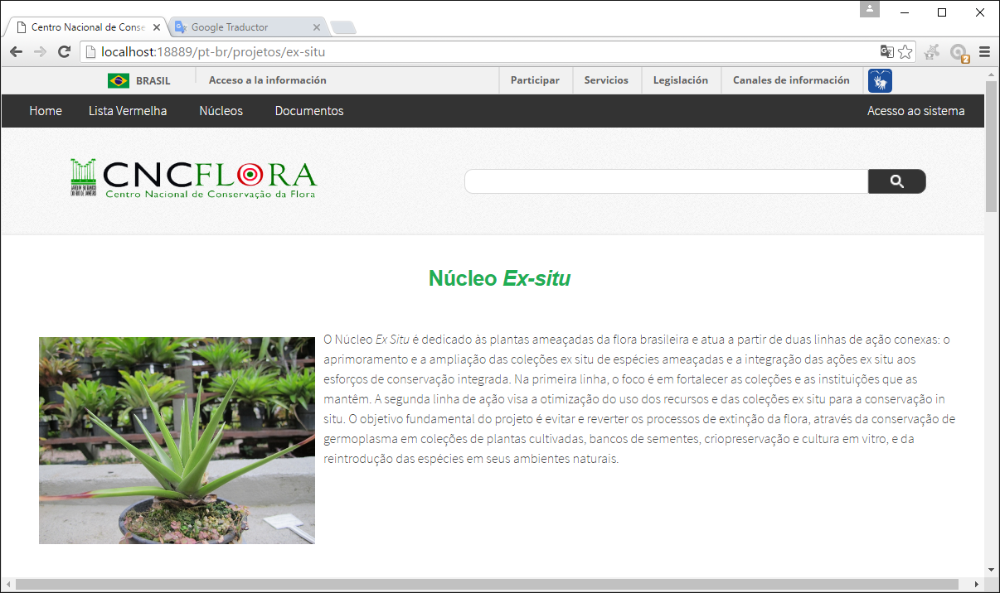 Centro Nacional de Conse
Google Traductor
localhost:18889/pt-br/projetos/ex-situ
2
BRASIL
Acceso a la información
Participar
Servicios
Legislación
Canales de información
Home
Lista Vermelha
Núcleos
Documentos
Acesso ao sistema
CNCFLORA
Centro Nacional de Conservação da Flora
Núcleo Ex-situ
O Núcleo Ex Situ é dedicado às plantas ameaçadas da flora brasileira e atua a partir de duas linhas de ação conexas: o
aprimoramento e a ampliação das coleções ex situ de espécies ameaçadas e a integração das ações ex situ aos
esforços de conservação integrada. Na primeira linha, o foco é em fortalecer as coleções e as instituições que as
mantêm. A segunda linha de ação visa a otimização do uso dos recursos e das coleções ex situ para a conservação in
situ. O objetivo fundamental do projeto é evitar e reverter os processos de extinção da flora, através da conservação de
germoplasma em coleções de plantas cultivadas, bancos de sementes, criopreservação e cultura em vitro, e da
reintrodução das espécies em seus ambientes naturais.